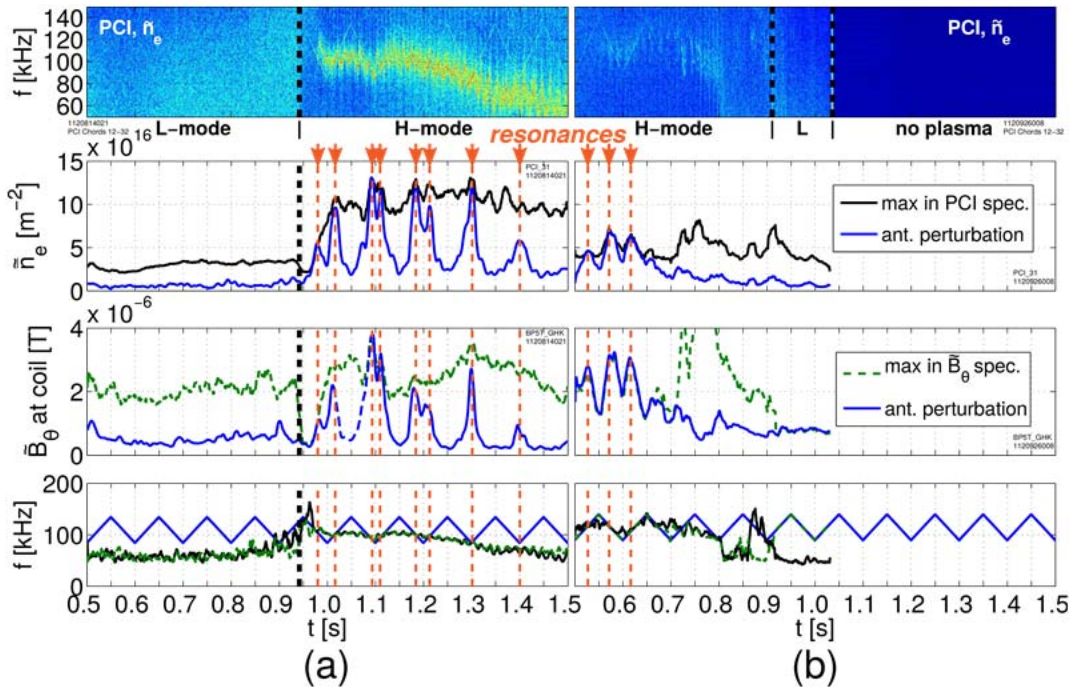 PCI, ñₑ
PCI, ñₑ
f [kHz]
150
100
60
L-mode
H-mode
resonances
H-mode
L
no plasma
1120814021
PCI Chords 12-32
1120926008
PCI Chords 12-32
x 10^16
ñₑ [m⁻²]
15
10
5
0
PCI_31
1120814021
max in PCI spec.
ant. perturbation
PCI_31
1120926008
x 10^-6
B̃_θ at coil [T]
4
2
0
BP5T_GHK
1120814021
max in B̃_θ spec.
ant. perturbation
BP5T_GHK
1120926008
f [kHz]
200
100
0
0.5 0.6 0.7 0.8 0.9 1.0 1.1 1.2 1.3 1.4 1.5
0.6 0.7 0.8 0.9 1.0 1.1 1.2 1.3 1.4 1.5
t [s]
t [s]
(a)
(b)